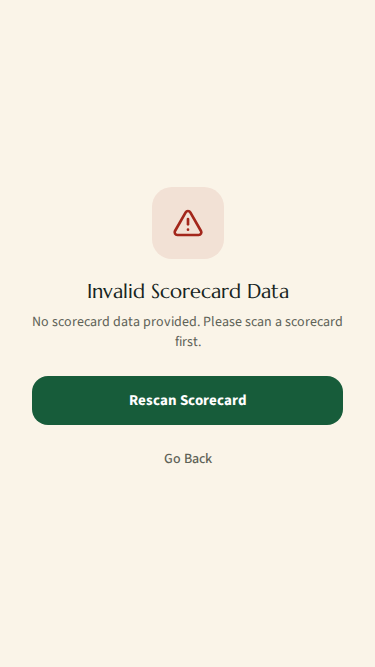 Invalid Scorecard Data
No scorecard data provided. Please scan a scorecard
first.
Rescan Scorecard
Go Back